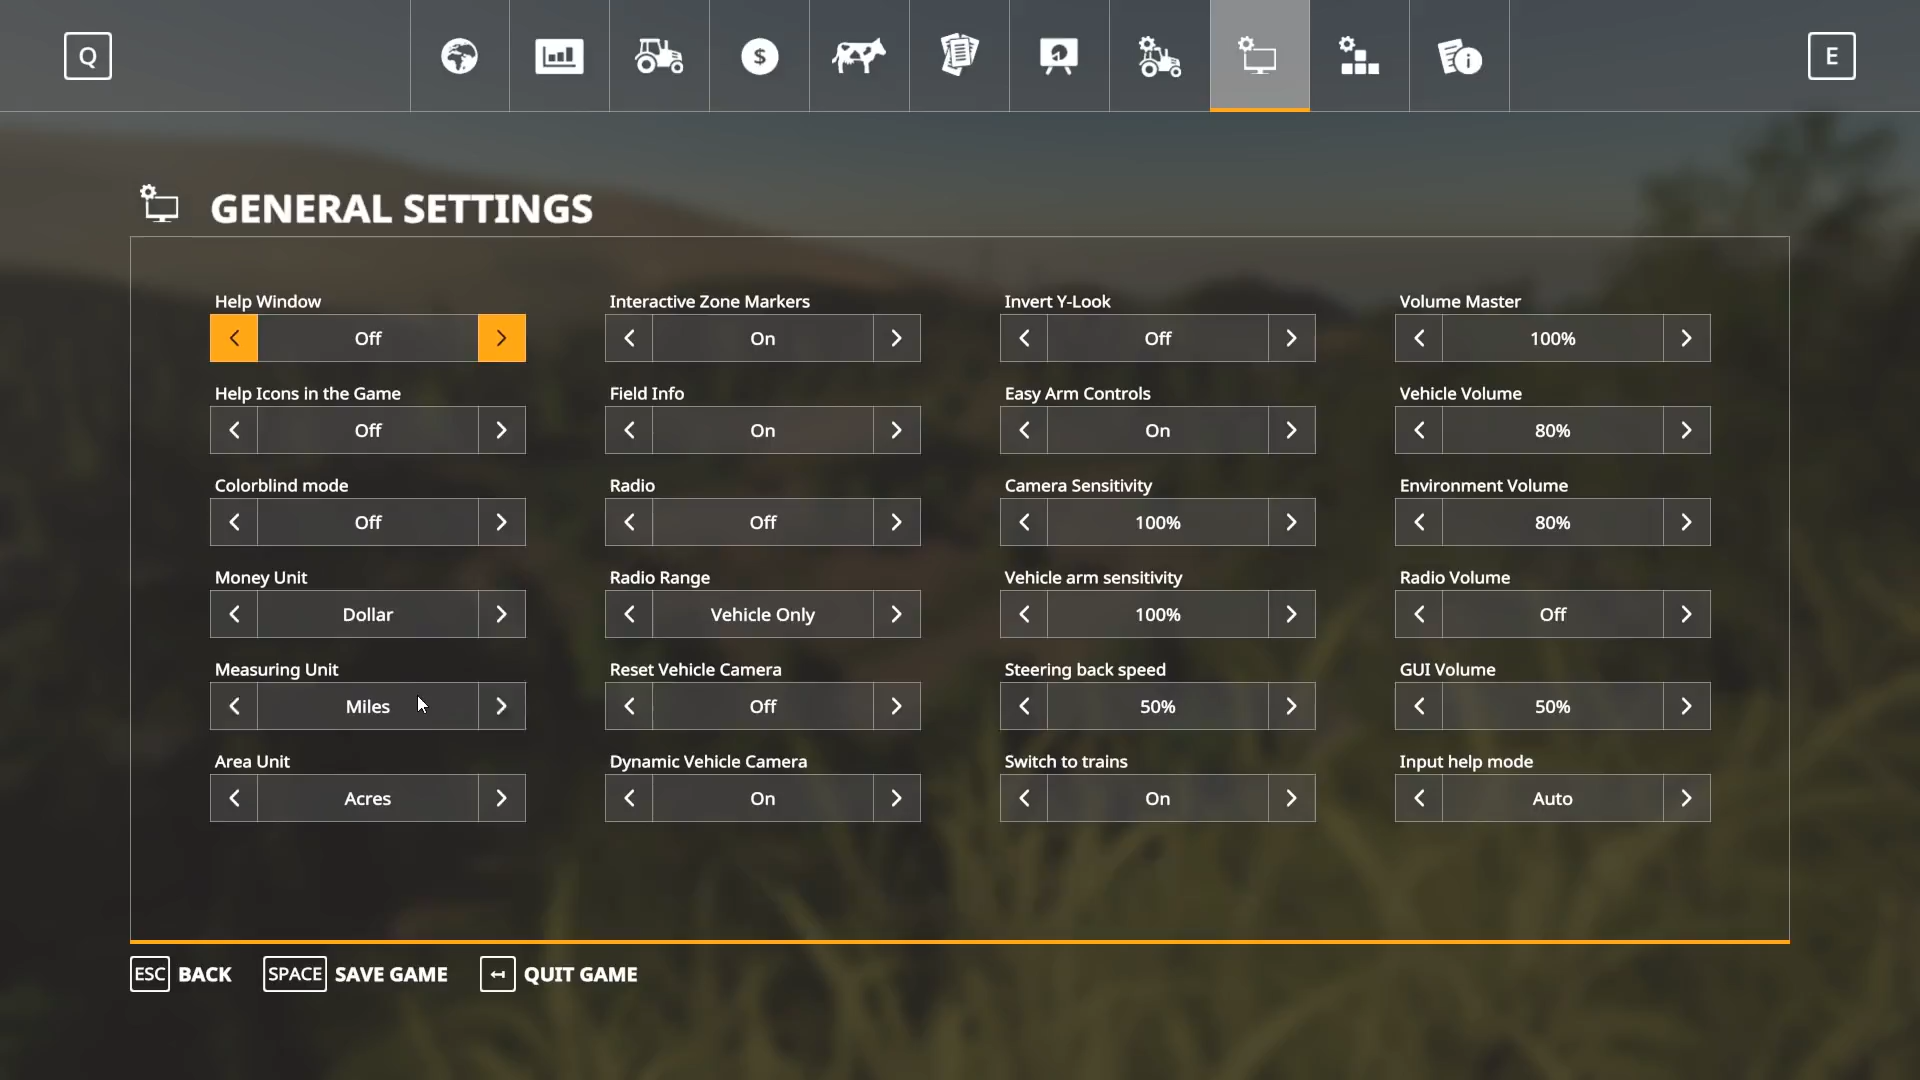 Q
$
E
GENERAL SETTINGS
Help Window
Off
Interactive Zone Markers
On
Invert Y-Look
Off
Volume Master
100%
Help Icons in the Game
Off
Field Info
On
Easy Arm Controls
On
Vehicle Volume
80%
Colorblind mode
Off
Radio
Off
Camera Sensitivity
100%
Environment Volume
80%
Money Unit
Dollar
Radio Range
Vehicle Only
Vehicle arm sensitivity
100%
Radio Volume
Off
Measuring Unit
Miles
Reset Vehicle Camera
Off
Steering back speed
50%
GUI Volume
50%
Area Unit
Acres
Dynamic Vehicle Camera
On
Switch to trains
On
Input help mode
Auto
ESC BACK SPACE SAVE GAME ↔ QUIT GAME